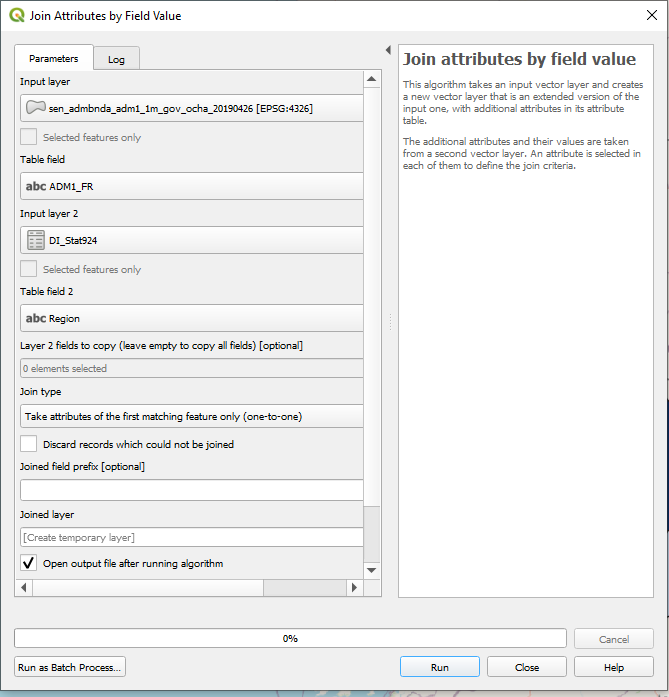 Join Attributes by Field Value
Parameters
Log
Input layer
sen_admbnda_adm1_1m_gov_ocha_20190426 [EPSG:4326]
Selected features only
Table field
abc ADM1_FR
Input layer 2
DI_Stat924
Selected features only
Table field 2
abc Region
Layer 2 fields to copy (leave empty to copy all fields) [optional]
0 elements selected
Join type
Take attributes of the first matching feature only (one-to-one)
Discard records which could not be joined
Joined field prefix [optional]
Joined layer
[Create temporary layer]
Open output file after running algorithm
Join attributes by field value
This algorithm takes an input vector layer and creates
a new vector layer that is an extended version of the
input one, with additional attributes in its attribute
table.
The additional attributes and their values are taken
from a second vector layer. An attribute is selected in
each of them to define the join criteria.
0%
Cancel
Run as Batch Process...
Run
Close
Help